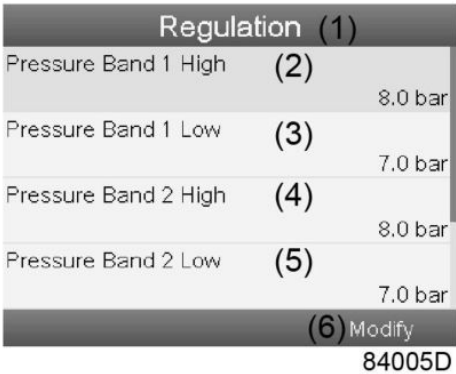 Regulation (1)
Pressure Band 1 High (2)
8.0 bar
Pressure Band 1 Low (3)
7.0 bar
Pressure Band 2 High (4)
8.0 bar
Pressure Band 2 Low (5)
7.0 bar
(6) Modify
84005D